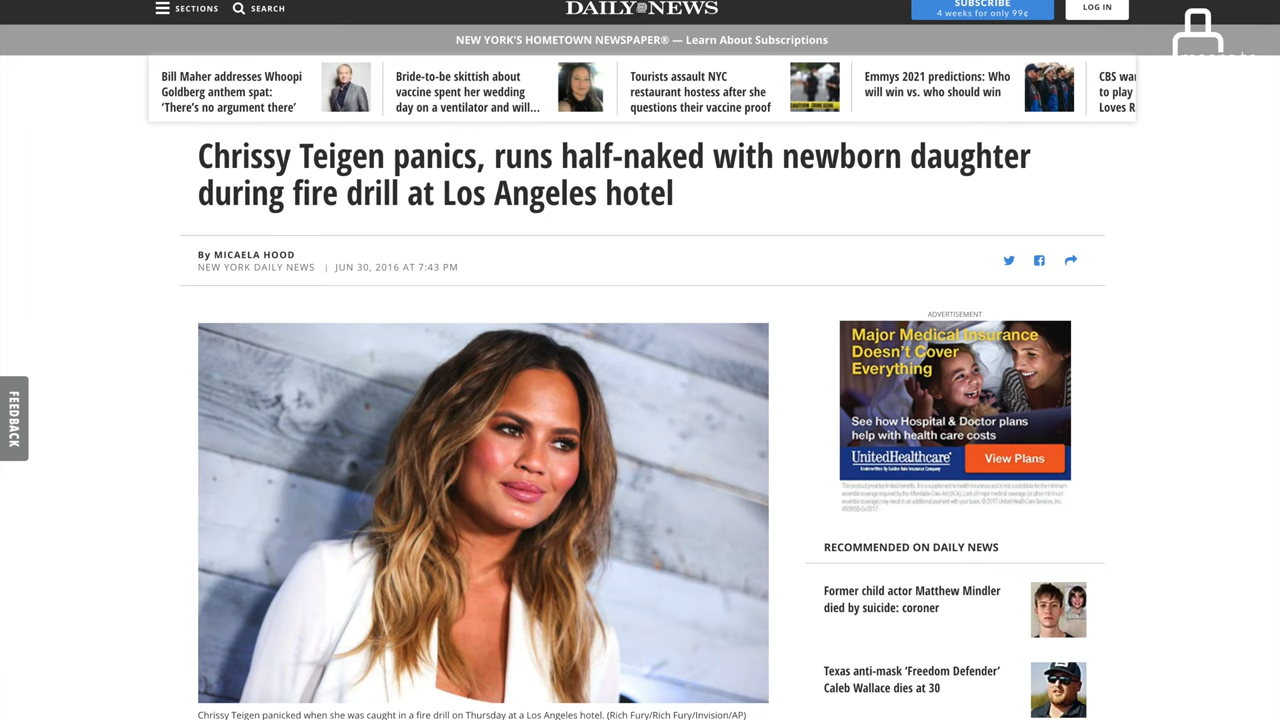 SECTIONS
SEARCH
DAILY NEWS
SUBSCRIBE
4 weeks for only 99¢
LOG IN
NEW YORK'S HOMETOWN NEWSPAPER® — Learn About Subscriptions
Bill Maher addresses Whoopi
Goldberg anthem spat:
‘There’s no argument there’
Bride-to-be skittish about
vaccine spent her wedding
day on a ventilator and will...
Tourists assault NYC
restaurant hostess after she
questions their vaccine proof
Emmys 2021 predictions: Who
will win vs. who should win
CBS
to play
Loves
Chrissy Teigen panics, runs half-naked with newborn daughter
during fire drill at Los Angeles hotel
By MICAELA HOOD
NEW YORK DAILY NEWS | JUN 30, 2016 AT 7:43 PM
FEEDBACK
Chrissy Teigen panicked when she was caught in a fire drill on Thursday at a Los Angeles hotel. (Rich Fury/Rich Fury/Invision/AP)
ADVERTISEMENT
Major Medical Insurance
Doesn’t Cover
Everything
See how Hospital & Doctor plans
help with health care costs
UnitedHealthcare
View Plans
RECOMMENDED ON DAILY NEWS
Former child actor Matthew Mindler
died by suicide: coroner
Texas anti-mask ‘Freedom Defender’
Caleb Wallace dies at 30